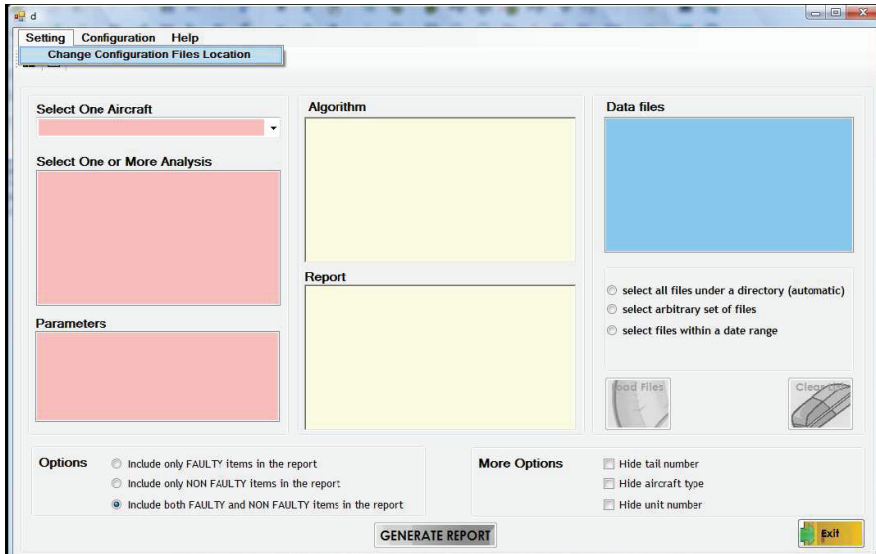 d
Setting Configuration Help
Change Configuration Files Location
Select One Aircraft
Algorithm
Data files
Select One or More Analysis
Report
select all files under a directory (automatic)
select arbitrary set of files
select files within a date range
Parameters
Load Files
Clear
Options
Include only FAULTY items in the report
Include only NON FAULTY items in the report
Include both FAULTY and NON FAULTY items in the report
More Options
Hide tail number
Hide aircraft type
Hide unit number
GENERATE REPORT
Exit